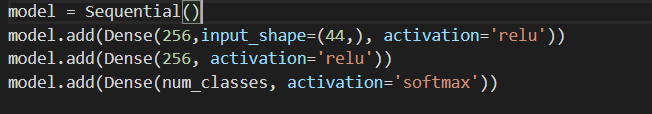 model = Sequential()
model.add(Dense(256,input_shape=(44,), activation='relu'))
model.add(Dense(256, activation='relu'))
model.add(Dense(num_classes, activation='softmax'))